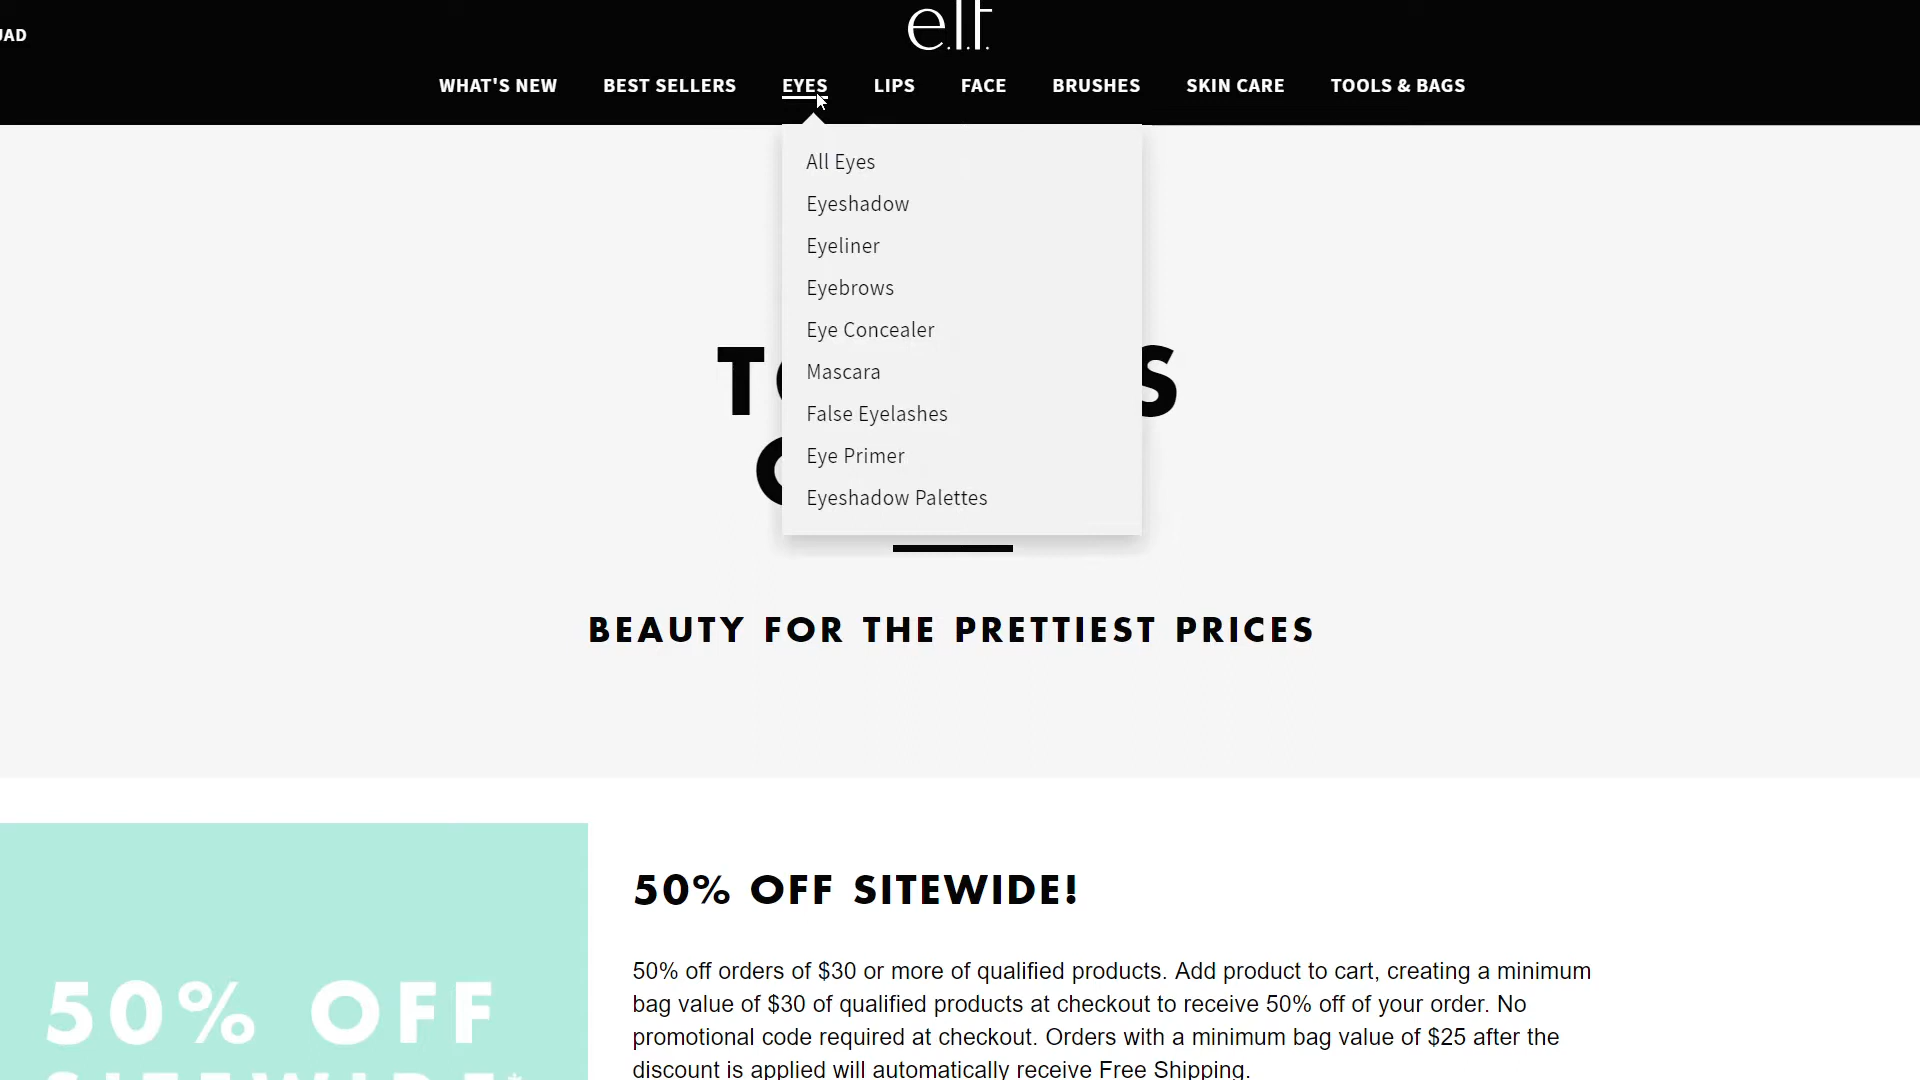 e.l.f.
WHAT'S NEW BEST SELLERS EYES LIPS FACE BRUSHES SKIN CARE TOOLS & BAGS
All Eyes
Eyeshadow
Eyeliner
Eyebrows
Eye Concealer
Mascara
False Eyelashes
Eye Primer
Eyeshadow Palettes
BEAUTY FOR THE PRETTIEST PRICES
50% OFF
50% OFF SITEWIDE!
50% off orders of $30 or more of qualified products. Add product to cart, creating a minimum
bag value of $30 of qualified products at checkout to receive 50% off of your order. No
promotional code required at checkout. Orders with a minimum bag value of $25 after the
discount is applied will automatically receive Free Shipping.